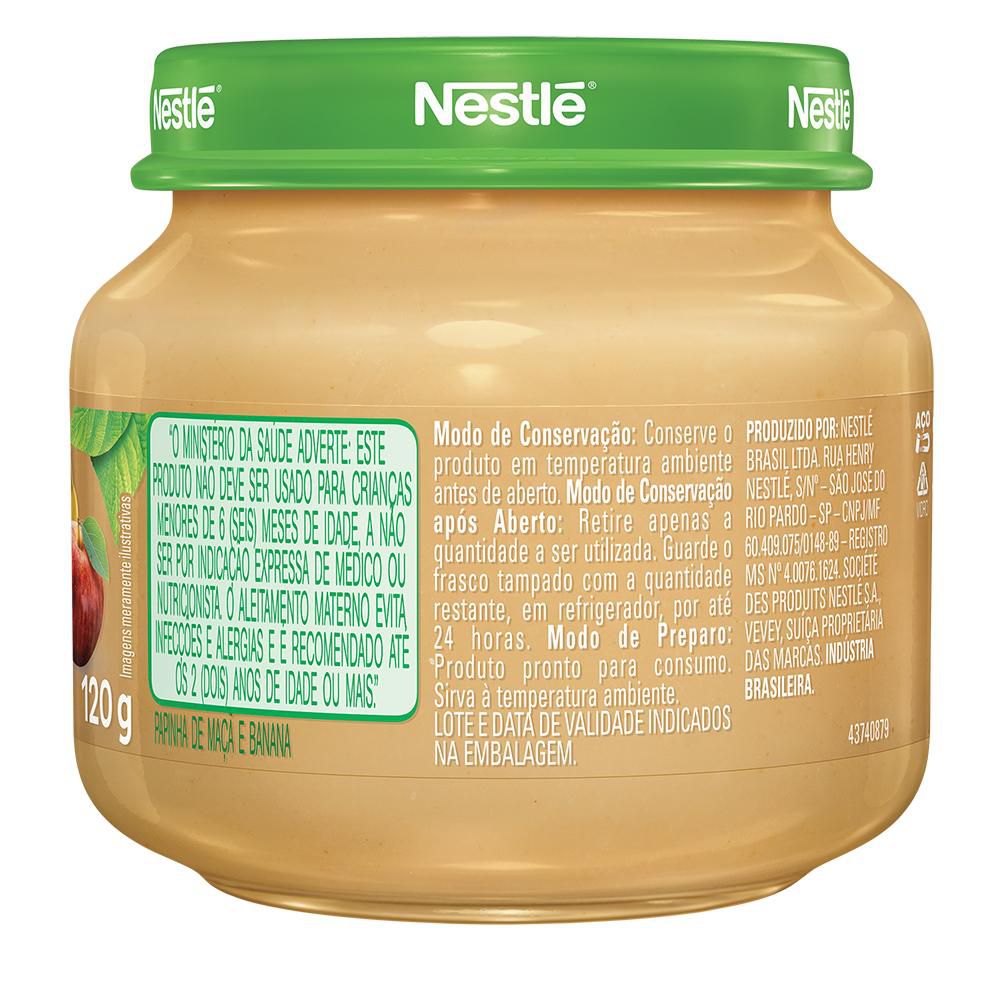 Nestlé®
Nestlé®
Nestlé
"O MINISTÉRIO DA SAÚDE ADVERTE: ESTE
PRODUTO NÃO DEVE SER USADO PARA CRIANÇAS
MENORES DE 6 (SEIS) MESES DE IDADE, A NÃO
SER POR INDICAÇÃO EXPRESSA DE MÉDICO OU
NUTRICIONISTA. O ALEITAMENTO MATERNO EVITA
INFECÇÕES E ALERGIAS E É RECOMENDADO ATÉ
OS 2 (DOIS) ANOS DE IDADE OU MAIS."
PAPINHA DE MAÇÃ E BANANA
Imagens meramente ilustrativas
120 g
Modo de Conservação: Conserve o
produto em temperatura ambiente
antes de aberto. Modo de Conservação
após Aberto: Retire apenas a
quantidade a ser utilizada. Guarde o
frasco tampado com a quantidade
restante, em refrigerador, por até
24 horas. Modo de Preparo:
Produto pronto para consumo.
Sirva à temperatura ambiente.
LOTE E DATA DE VALIDADE INDICADOS
NA EMBALAGEM.
PRODUZIDO POR: NESTLÉ
BRASIL LTDA. RUA HENRY
NESTLÉ, S/Nº – SÃO JOSÉ DO
RIO PARDO – SP – CNPJ/MF
60.409.075/0148-89 – REGISTRO
MS Nº 4.0076.1624. SOCIÉTÉ
DES PRODUITS NESTLÉ S.A.,
VEVEY, SUÍÇA PROPRIETÁRIA
DAS MARCAS. INDÚSTRIA
BRASILEIRA.
43740879
AÇO
VIDRO